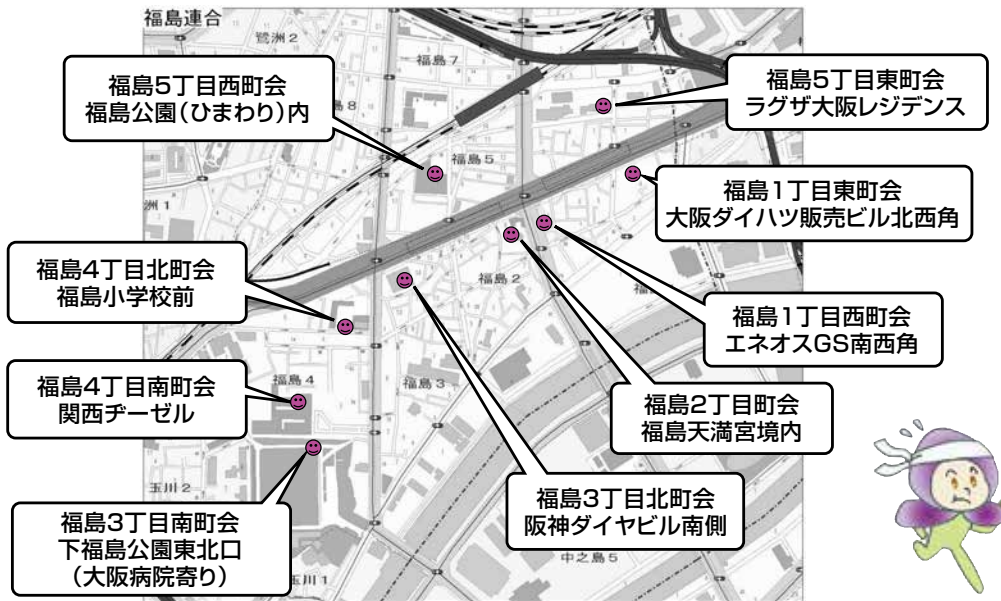 福島連合
鷺洲2
福島7
福島5丁目西町会
福島公園(ひまわり)内
8
福島5丁目東町会
ラグザ大阪レジデンス
福島5
洲1
福島1丁目東町会
大阪ダイハツ販売ビル北西角
福島4丁目北町会
福島小学校前
福島2
福島1丁目西町会
エネオスGS南西角
福島4丁目南町会
関西ヂーゼル
福島4
福島3
福島2丁目町会
福島天満宮境内
玉川2
福島3丁目北町会
阪神ダイヤビル南側
福島3丁目南町会
下福島公園東北口
(大阪病院寄り)
中之島5
玉川1